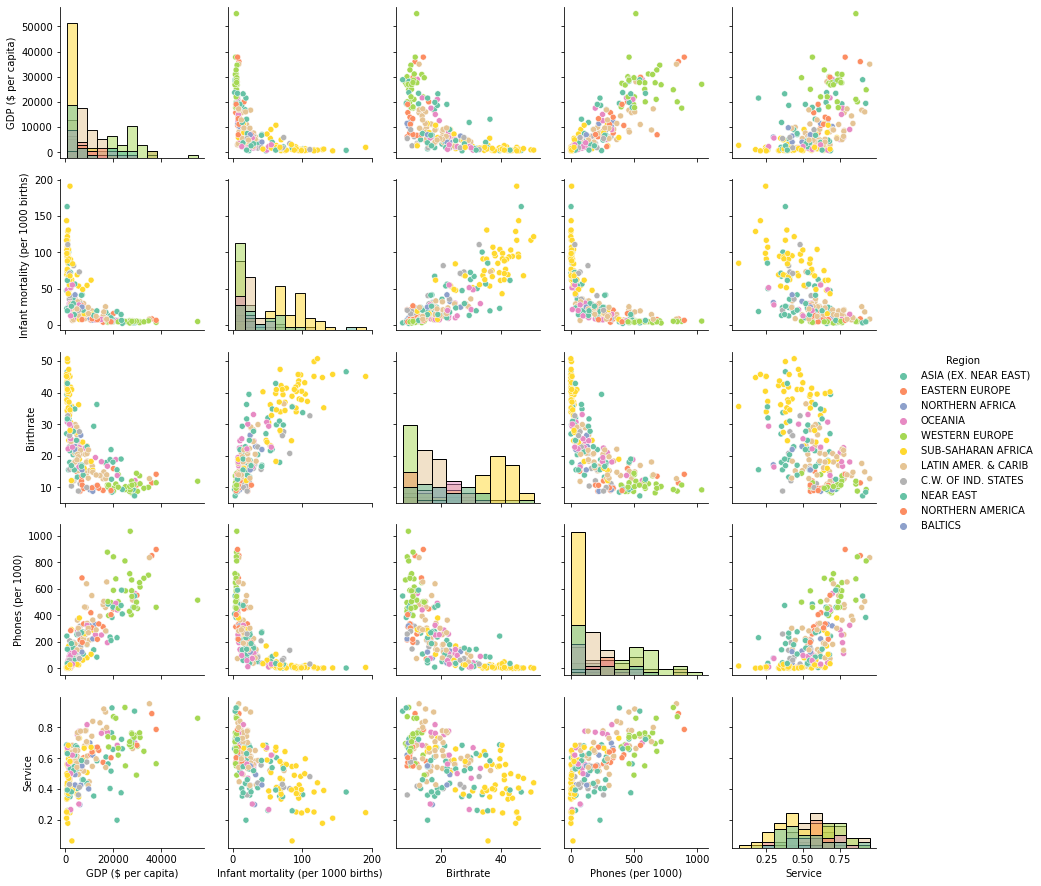 GDP ($ per capita)
50000
40000
30000
20000
10000
0
Infant mortality (per 1000 births)
200
150
100
50
0
Birthrate
50
40
30
20
10
Phones (per 1000)
1000
800
600
400
200
0
Service
0.8
0.6
0.4
0.2
0 20000 40000
GDP ($ per capita)
0 100 200
Infant mortality (per 1000 births)
20 40
Birthrate
0 500 1000
Phones (per 1000)
0.25 0.50 0.75
Service
Region
ASIA (EX. NEAR EAST)
EASTERN EUROPE
NORTHERN AFRICA
OCEANIA
WESTERN EUROPE
SUB-SAHARAN AFRICA
LATIN AMER. & CARIB
C.W. OF IND. STATES
NEAR EAST
NORTHERN AMERICA
BALTICS